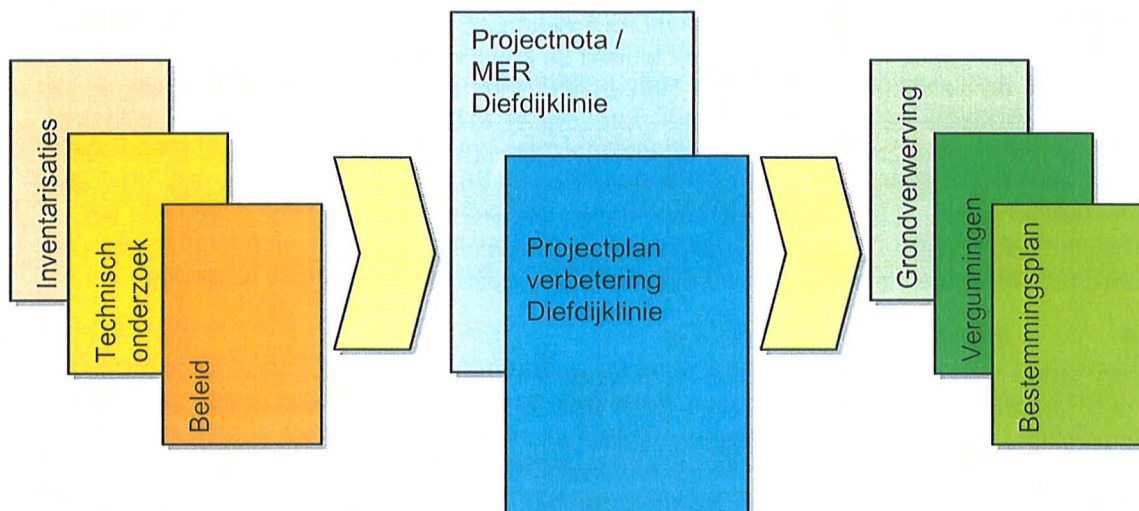 Inventarisaties
Technisch
onderzoek
Beleid
Projectnota /
MER
Diefdijklinie
Projectplan
verbetering
Diefdijklinie
Grondverwerving
Vergunningen
Bestemmingsplan